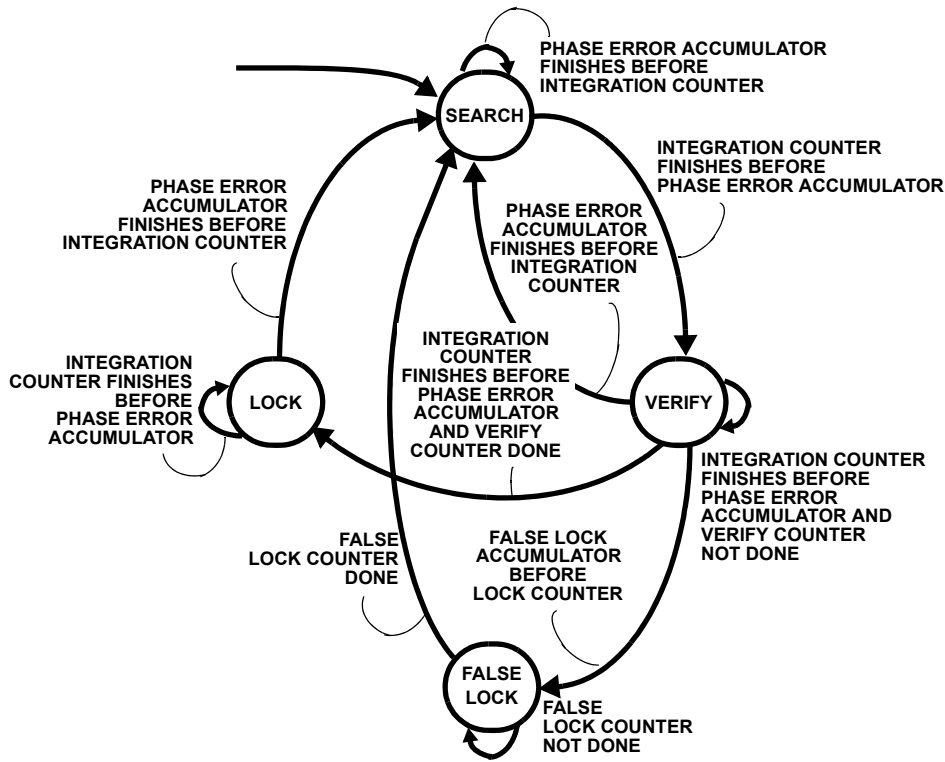 PHASE ERROR ACCUMULATOR
FINISHES BEFORE
INTEGRATION COUNTER
SEARCH
INTEGRATION COUNTER
FINISHES BEFORE
PHASE ERROR ACCUMULATOR
PHASE ERROR
ACCUMULATOR
FINISHES BEFORE
INTEGRATION COUNTER
PHASE ERROR
ACCUMULATOR
FINISHES BEFORE
INTEGRATION
COUNTER
INTEGRATION
COUNTER
FINISHES BEFORE
PHASE ERROR
ACCUMULATOR
AND VERIFY
COUNTER DONE
INTEGRATION
COUNTER FINISHES
BEFORE
PHASE ERROR
ACCUMULATOR
LOCK
VERIFY
INTEGRATION COUNTER
FINISHES BEFORE
PHASE ERROR
ACCUMULATOR AND
VERIFY COUNTER
NOT DONE
FALSE
LOCK COUNTER
DONE
FALSE LOCK
ACCUMULATOR
BEFORE
LOCK COUNTER
FALSE
LOCK
FALSE
LOCK COUNTER
NOT DONE